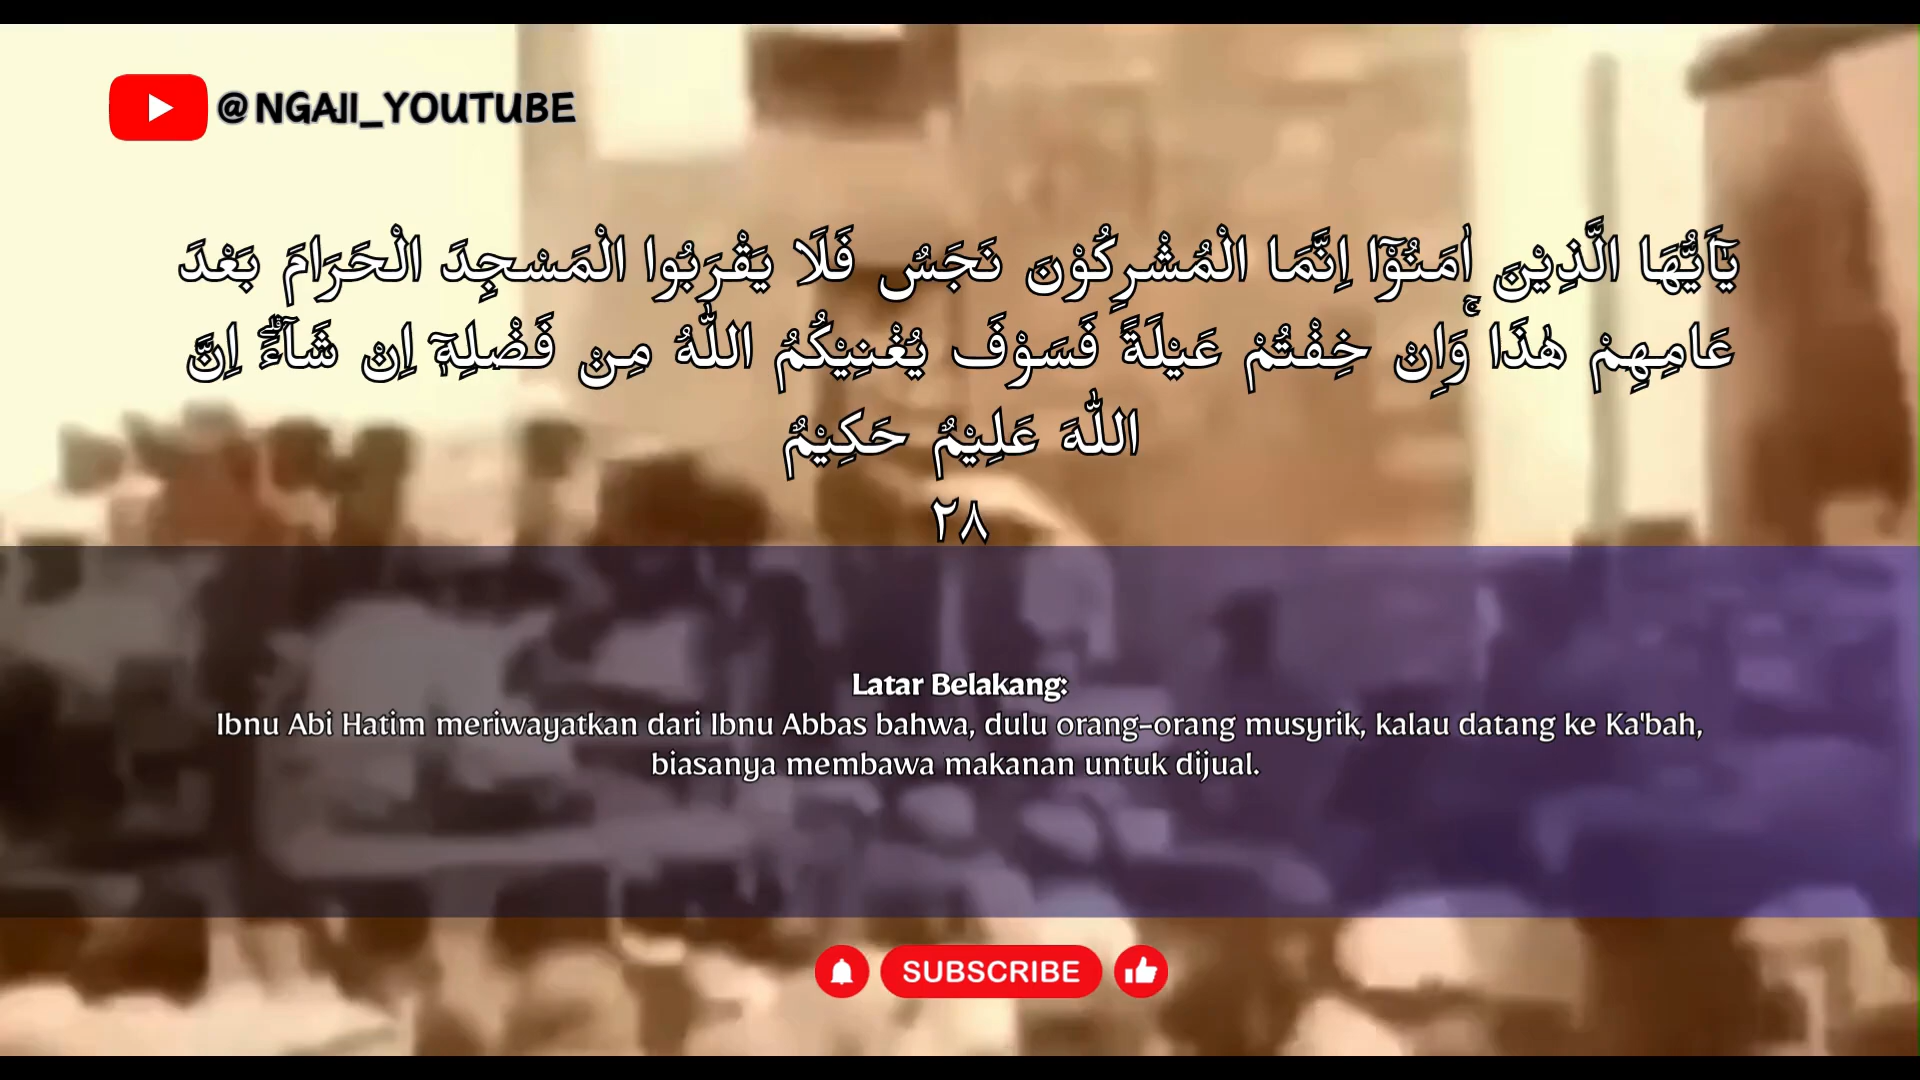 @NGAJI_YOUTUBE
يٰٓاَيُّهَا الَّذِيْنَ اٰمَنُوْٓا اِنَّمَا الْمُشْرِكُوْنَ نَجَسٌ فَلَا يَقْرَبُوا الْمَسْجِدَ الْحَرَامَ بَعْدَ
عَامِهِمْ هٰذَا ۚ وَاِنْ خِفْتُمْ عَيْلَةً فَسَوْفَ يُغْنِيْكُمُ اللّٰهُ مِنْ فَضْلِهٖٓ اِنْ شَاۤءَۗ اِنَّ
اللّٰهَ عَلِيْمٌ حَكِيْمٌ
٢٨
Latar Belakang:
Ibnu Abi Hatim meriwayatkan dari Ibnu Abbas bahwa, dulu orang-orang musyrik, kalau datang ke Ka'bah,
biasanya membawa makanan untuk dijual.
SUBSCRIBE